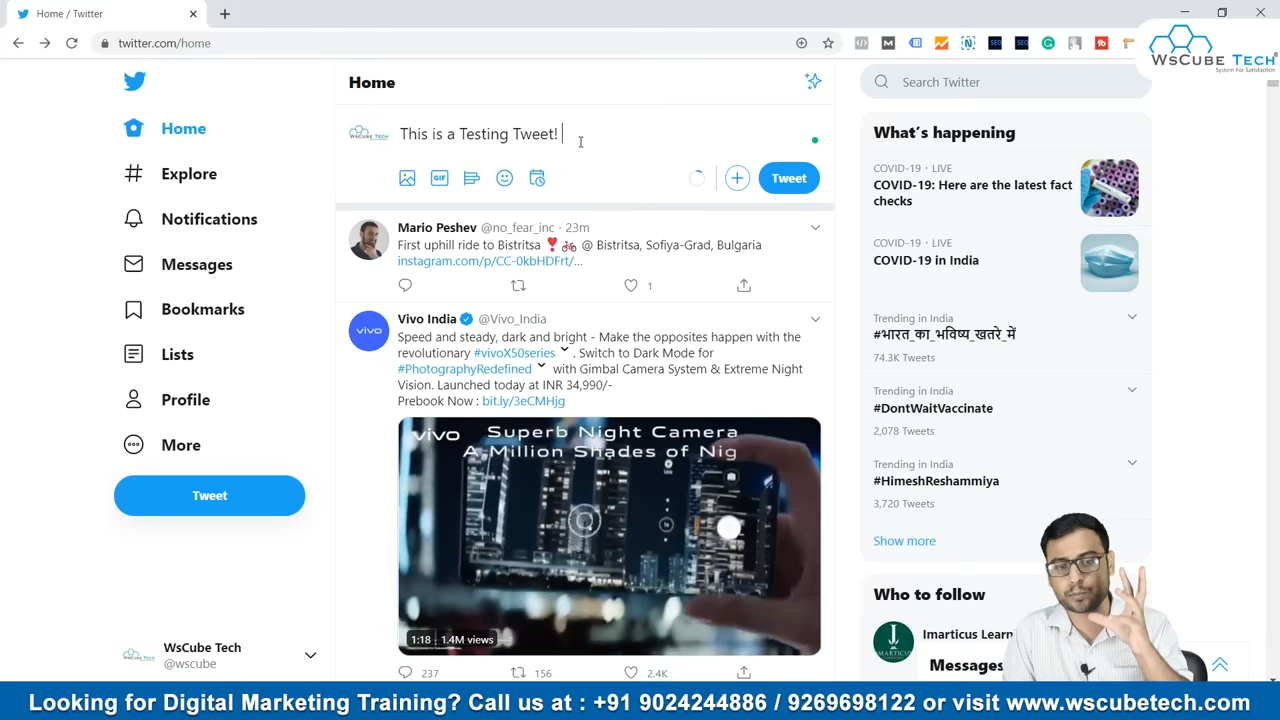 Home / Twitter
twitter.com/home
WsCube Tech
System For Satisfaction
Home
Explore
Notifications
Messages
Bookmarks
Lists
Profile
More
Tweet
WsCube Tech
@wscube
Home
WsCube Tech
This is a Testing Tweet!
GIF
Tweet
Mario Peshev @no_fear_inc · 23m
First uphill ride to Bistritsa ❣️🚲 @ Bistritsa, Sofiya-Grad, Bulgaria
instagram.com/p/CC-0kbHDFrt/...
1
vivo
Vivo India @Vivo_India
Speed and steady, dark and bright - Make the opposites happen with the
revolutionary #vivoX50series . Switch to Dark Mode for
#PhotographyRedefined with Gimbal Camera System & Extreme Night
Vision. Launched today at INR 34,990/-
Prebook Now : bit.ly/3eCMHjg
vivo
Superb Night Camera
A Million Shades of Nig
1:18 · 1.4M views
237
156
2.4K
Search Twitter
What's happening
COVID-19 · LIVE
COVID-19: Here are the latest fact
checks
COVID-19 · LIVE
COVID-19 in India
Trending in India
#भारत_का_भविष्य_खतरे_में
74.3K Tweets
Trending in India
#DontWaitVaccinate
2,078 Tweets
Trending in India
#HimeshReshammiya
3,720 Tweets
Show more
Who to follow
Imarticus Learn
Messages
Looking for Digital Marketing Training? Call us at : +91 9024244886 / 9269698122 or visit www.wscubetech.com